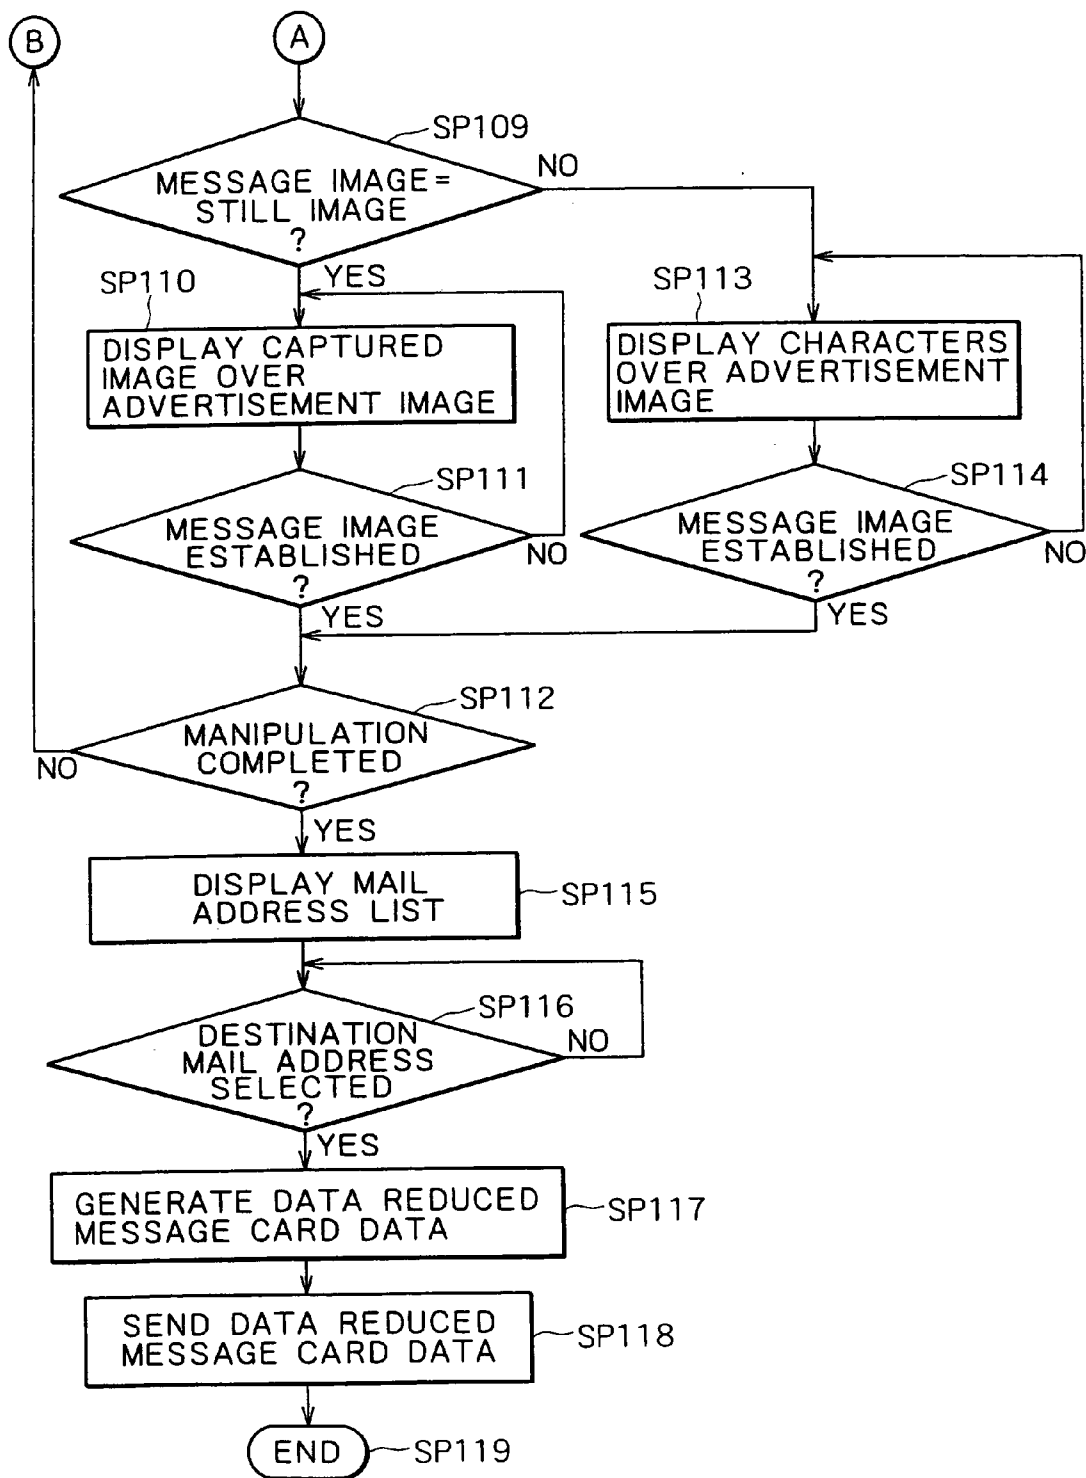 B
A
SP109
MESSAGE IMAGE=
STILL IMAGE
?
NO
YES
SP110
DISPLAY CAPTURED
IMAGE OVER
ADVERTISEMENT IMAGE
SP113
DISPLAY CHARACTERS
OVER ADVERTISEMENT
IMAGE
SP111
MESSAGE IMAGE
ESTABLISHED
?
NO
YES
SP114
MESSAGE IMAGE
ESTABLISHED
?
NO
YES
SP112
MANIPULATION
COMPLETED
?
NO
YES
DISPLAY MAIL
ADDRESS LIST
SP115
SP116
DESTINATION
MAIL ADDRESS
SELECTED
?
NO
YES
GENERATE DATA REDUCED
MESSAGE CARD DATA
SP117
SEND DATA REDUCED
MESSAGE CARD DATA
SP118
END
SP119